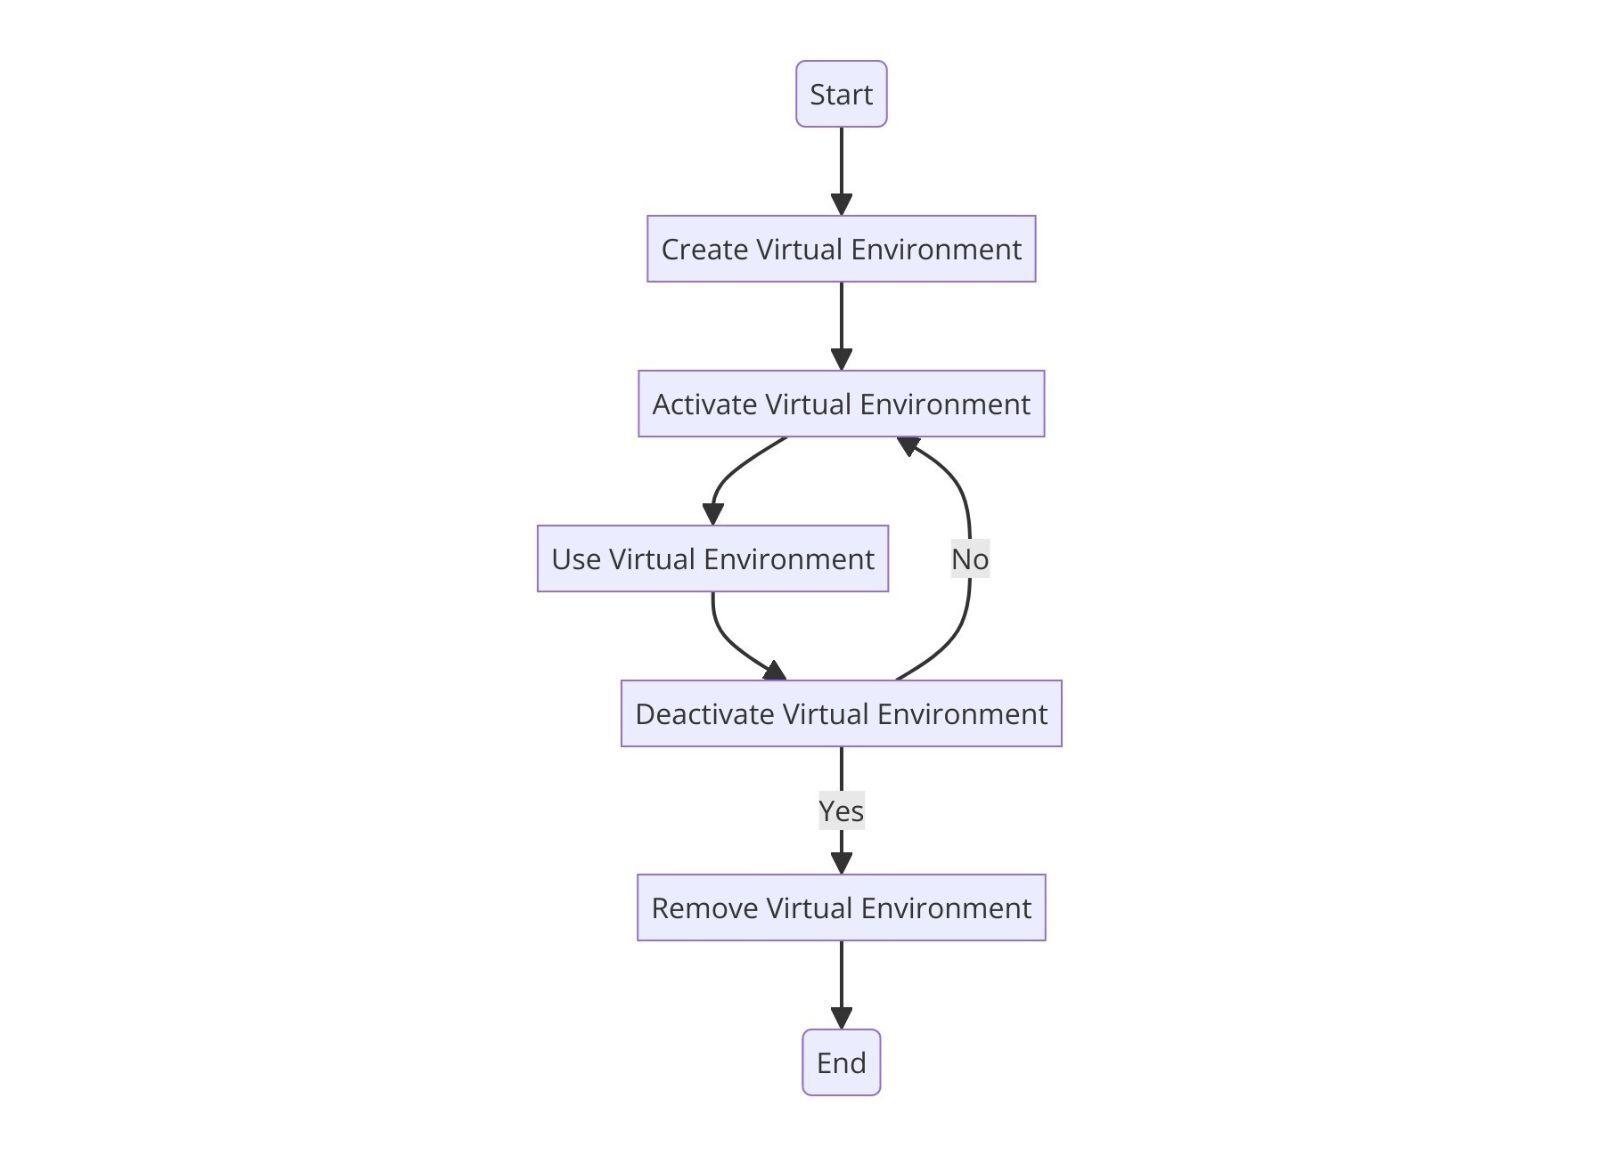 Start
Create Virtual Environment
Activate Virtual Environment
Use Virtual Environment
No
Deactivate Virtual Environment
Yes
Remove Virtual Environment
End